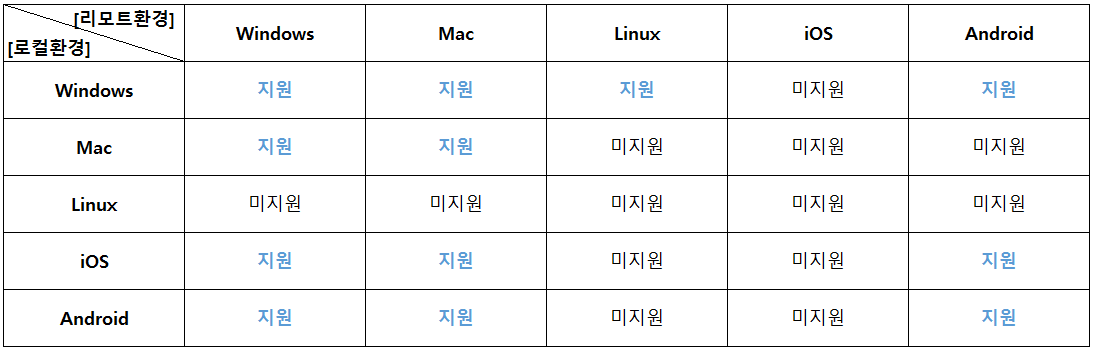 [리모트환경]
[로컬환경] Windows Mac Linux iOS Android
Windows 지원 지원 지원 미지원 지원
Mac 지원 지원 미지원 미지원 미지원
Linux 미지원 미지원 미지원 미지원 미지원
iOS 지원 지원 미지원 미지원 지원
Android 지원 지원 미지원 미지원 지원